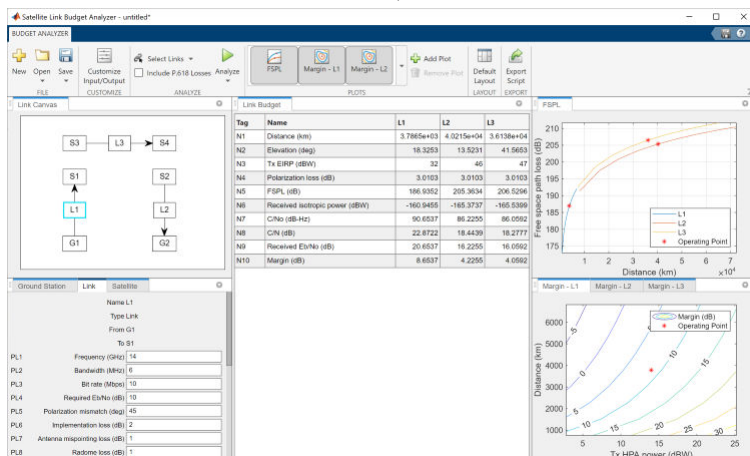 Satellite Link Budget Analyzer - untitled*
BUDGET ANALYZER
New Open Save Customize Input/Output Select Links Include P.618 Losses Analyze FSPL Margin - L1 Margin - L2 Add Plot Remove Plot Default Layout Export Script
FILE CUSTOMIZE ANALYZE PLOTS LAYOUT EXPORT
Link Canvas
S3 L3 S4
S1 S2
L1 L2
G1 G2
Ground Station Link Satellite
Name L1
Type Link
From G1
To S1
PL1 Frequency (GHz) 14
PL2 Bandwidth (MHz) 6
PL3 Bit rate (Mbps) 10
PL4 Required Eb/No (dB) 10
PL5 Polarization mismatch (deg) 45
PL6 Implementation loss (dB) 2
PL7 Antenna mispointing loss (dB) 1
PL8 Radome loss (dB) 1
Link Budget
Tag Name L1 L2 L3
N1 Distance (km) 3.7865e+03 4.0215e+04 3.6138e+04
N2 Elevation (deg) 18.3253 13.5231 41.5653
N3 Tx EIRP (dBW) 32 46 47
N4 Polarization loss (dB) 3.0103 3.0103 3.0103
N5 FSPL (dB) 186.9352 205.3634 206.5296
N6 Received isotropic power (dBW) -160.9455 -165.3737 -165.5399
N7 C/No (dB-Hz) 90.6537 86.2255 86.0592
N8 C/N (dB) 22.8722 18.4439 18.2777
N9 Received Eb/No (dB) 20.6537 16.2255 16.0592
N10 Margin (dB) 8.6537 4.2255 4.0592
FSPL
Free space path loss (dB)
210
205
200
195
190
185
180
175
L1
L2
L3
Operating Point
1 2 3 4 5 6 7
×10⁴
Distance (km)
Margin - L1 Margin - L2 Margin - L3
Distance (km)
6000
5000
4000
3000
2000
1000
Margin (dB)
Operating Point
-5
0
5
10
15
-5 10 15 20 25 30
5 10 15 20 25
Tx HPA power (dBW)